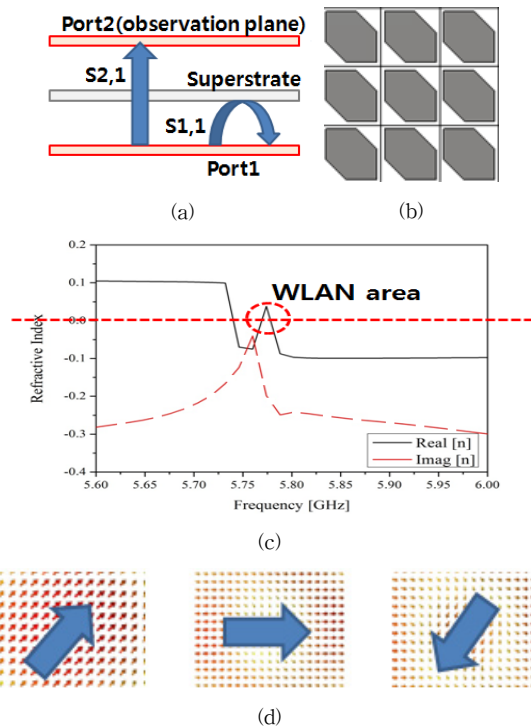 Port2(observation plane)
S2,1
Superstrate
S1,1
Port1
(a)
(b)
0.2
0.1
0.0
-0.1
-0.2
-0.3
-0.4
Refractive Index
WLAN area
Real [n]
Imag [n]
5.60 5.65 5.70 5.75 5.80 5.85 5.90 5.95 6.00
Frequency [GHz]
(c)
(d)